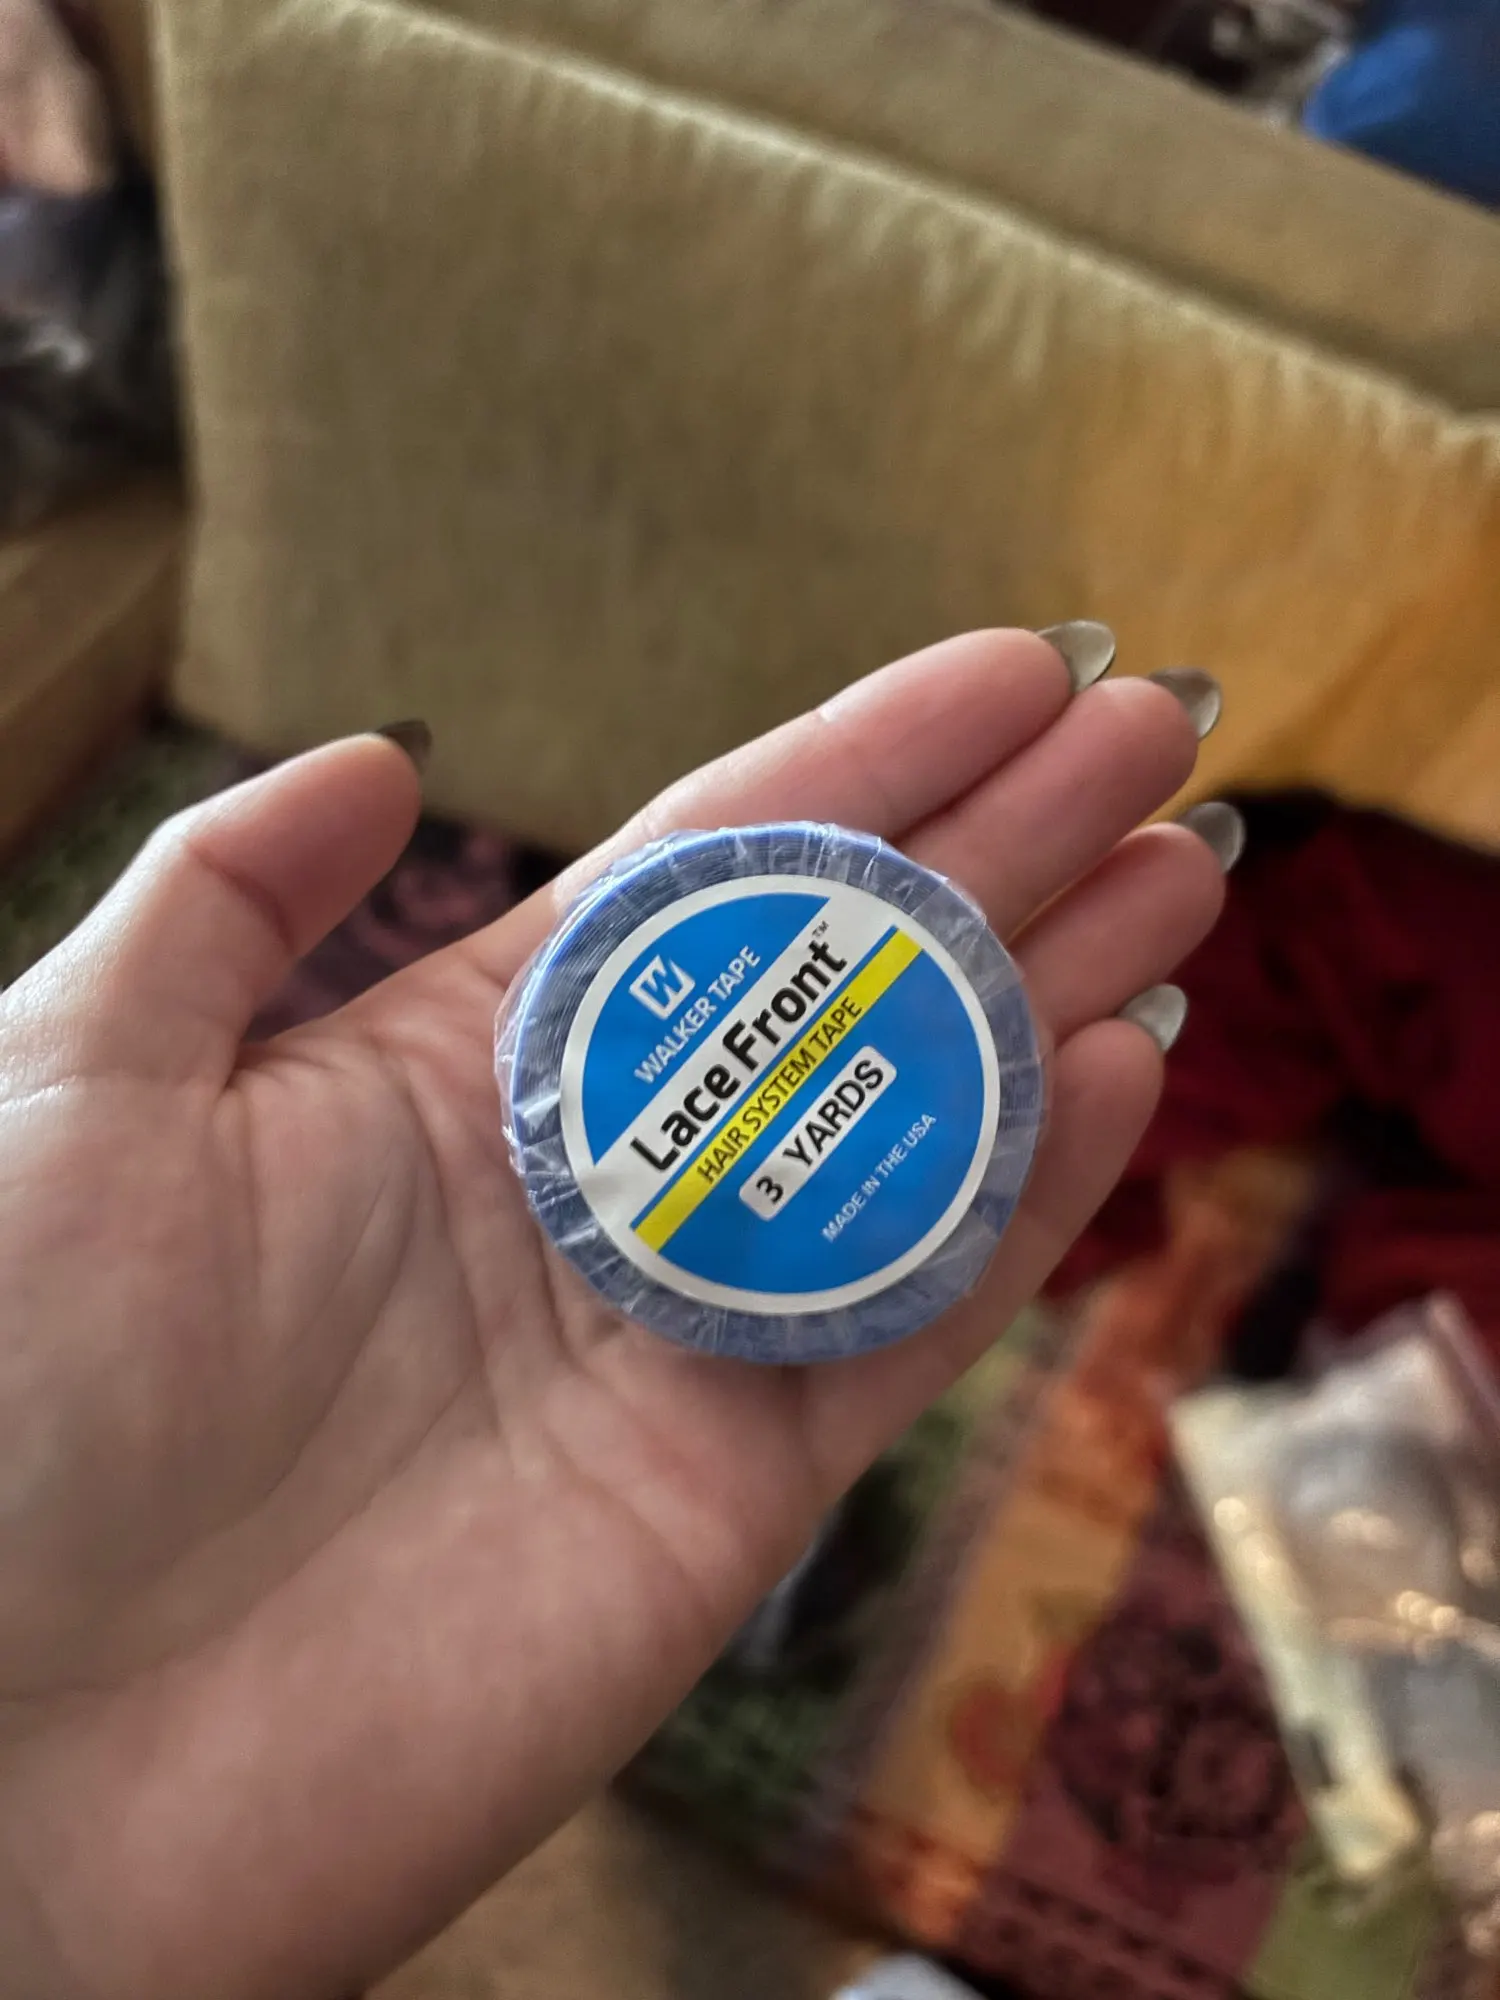 W
WALKER TAPE
Lace Front™
HAIR SYSTEM TAPE
3 YARDS
MADE IN THE USA